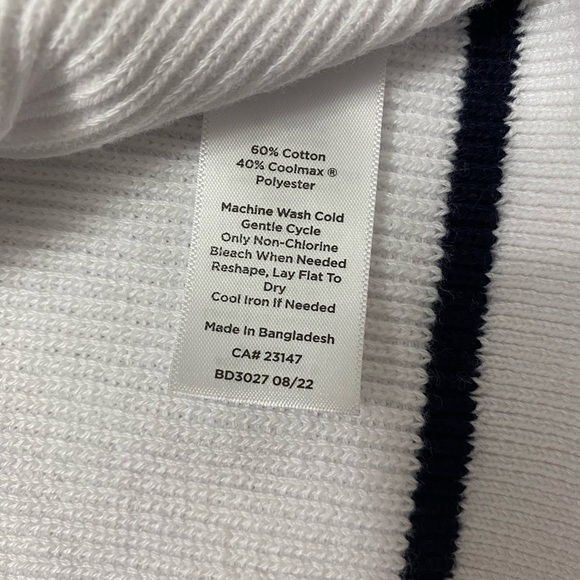 60% Cotton
40% Coolmax ®
Polyester
Machine Wash Cold
Gentle Cycle
Only Non-Chlorine
Bleach When Needed
Reshape, Lay Flat To
Dry
Cool Iron If Needed
Made In Bangladesh
CA# 23147
BD3027 08/22